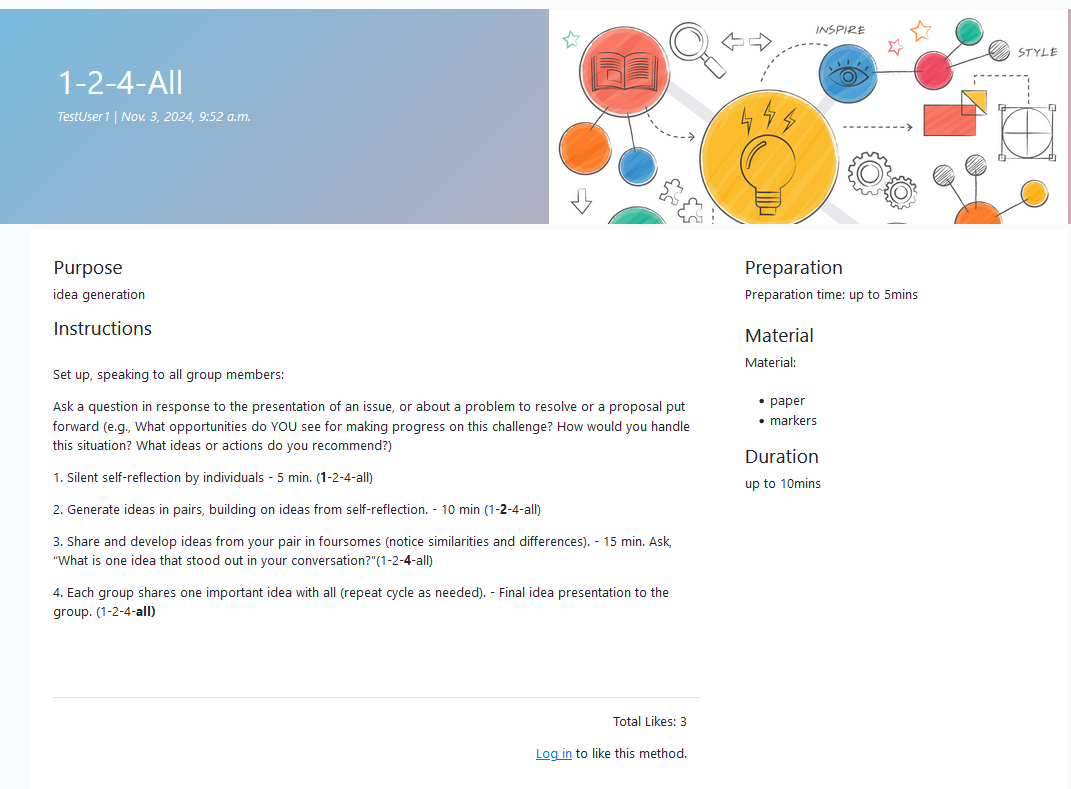 1-2-4-All
TestUser1 | Nov. 3, 2024, 9:52 a.m.
INSPIRE
STYLE
Purpose
idea generation
Instructions
Set up, speaking to all group members:
Ask a question in response to the presentation of an issue, or about a problem to resolve or a proposal put
forward (e.g., What opportunities do YOU see for making progress on this challenge? How would you handle
this situation? What ideas or actions do you recommend?)
1. Silent self-reflection by individuals - 5 min. (1-2-4-all)
2. Generate ideas in pairs, building on ideas from self-reflection. - 10 min (1-2-4-all)
3. Share and develop ideas from your pair in foursomes (notice similarities and differences). - 15 min. Ask,
“What is one idea that stood out in your conversation?”(1-2-4-all)
4. Each group shares one important idea with all (repeat cycle as needed). - Final idea presentation to the
group. (1-2-4-all)
Total Likes: 3
Log in to like this method.
Preparation
Preparation time: up to 5mins
Material
Material:
• paper
• markers
Duration
up to 10mins